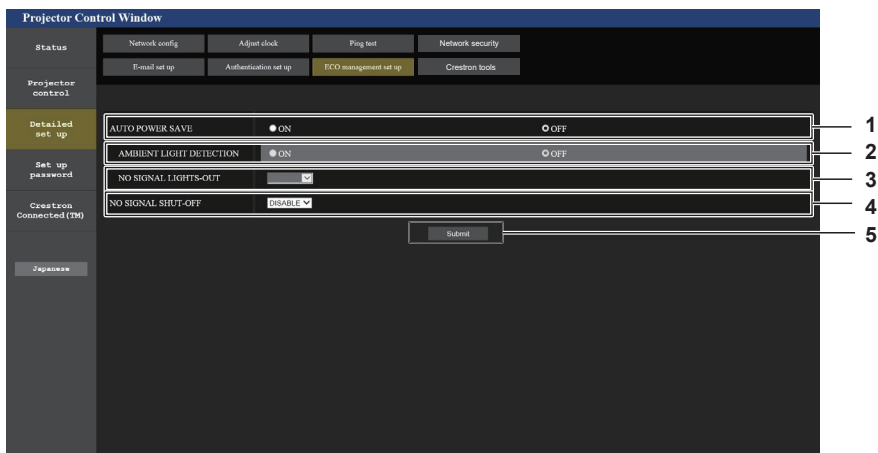 Projector Control Window
Status
Projector
control
Detailed
set up
Set up
password
Crestron
Connected(TM)
Japanese
Network config Adjust clock Ping test Network security
E-mail set up Authentication set up ECO management set up Crestron tools
AUTO POWER SAVE ON OFF 1
AMBIENT LIGHT DETECTION ON OFF 2
NO SIGNAL LIGHTS-OUT 3
NO SIGNAL SHUT-OFF DISABLE 4
Submit 5